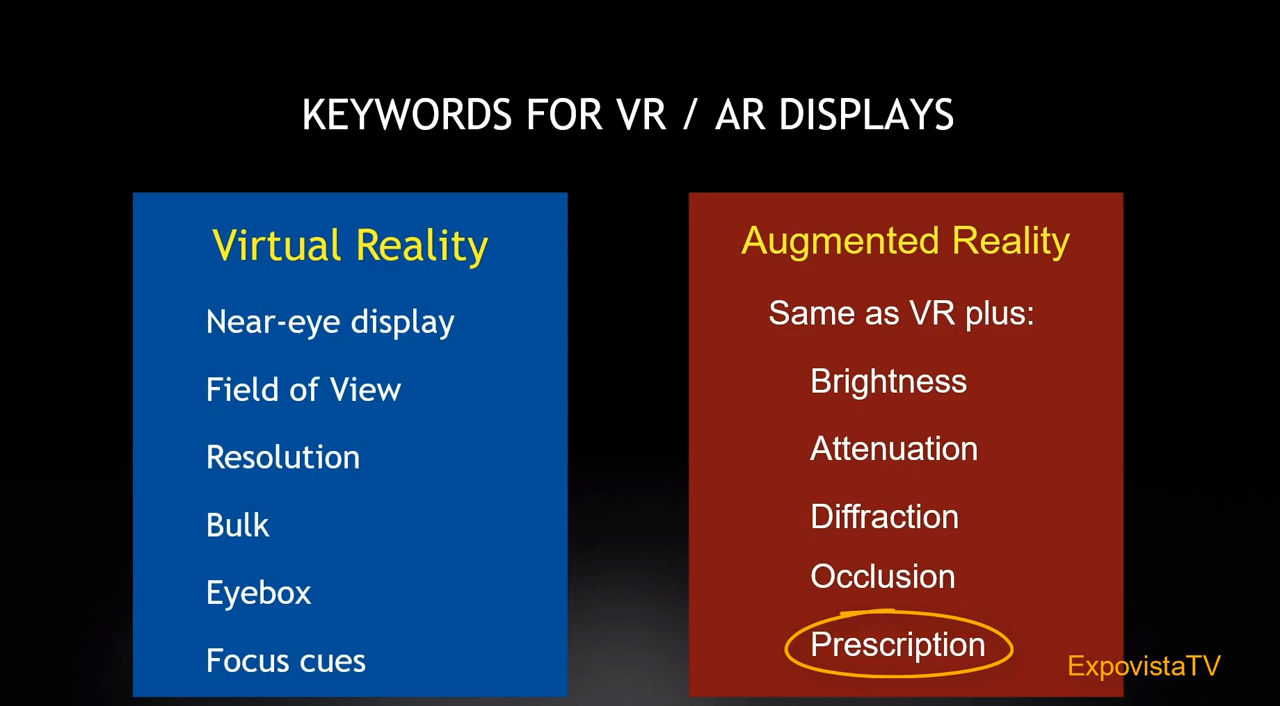 KEYWORDS FOR VR / AR DISPLAYS
Virtual Reality
Near-eye display
Field of View
Resolution
Bulk
Eyebox
Focus cues
Augmented Reality
Same as VR plus:
Brightness
Attenuation
Diffraction
Occlusion
Prescription
ExpovistaTV